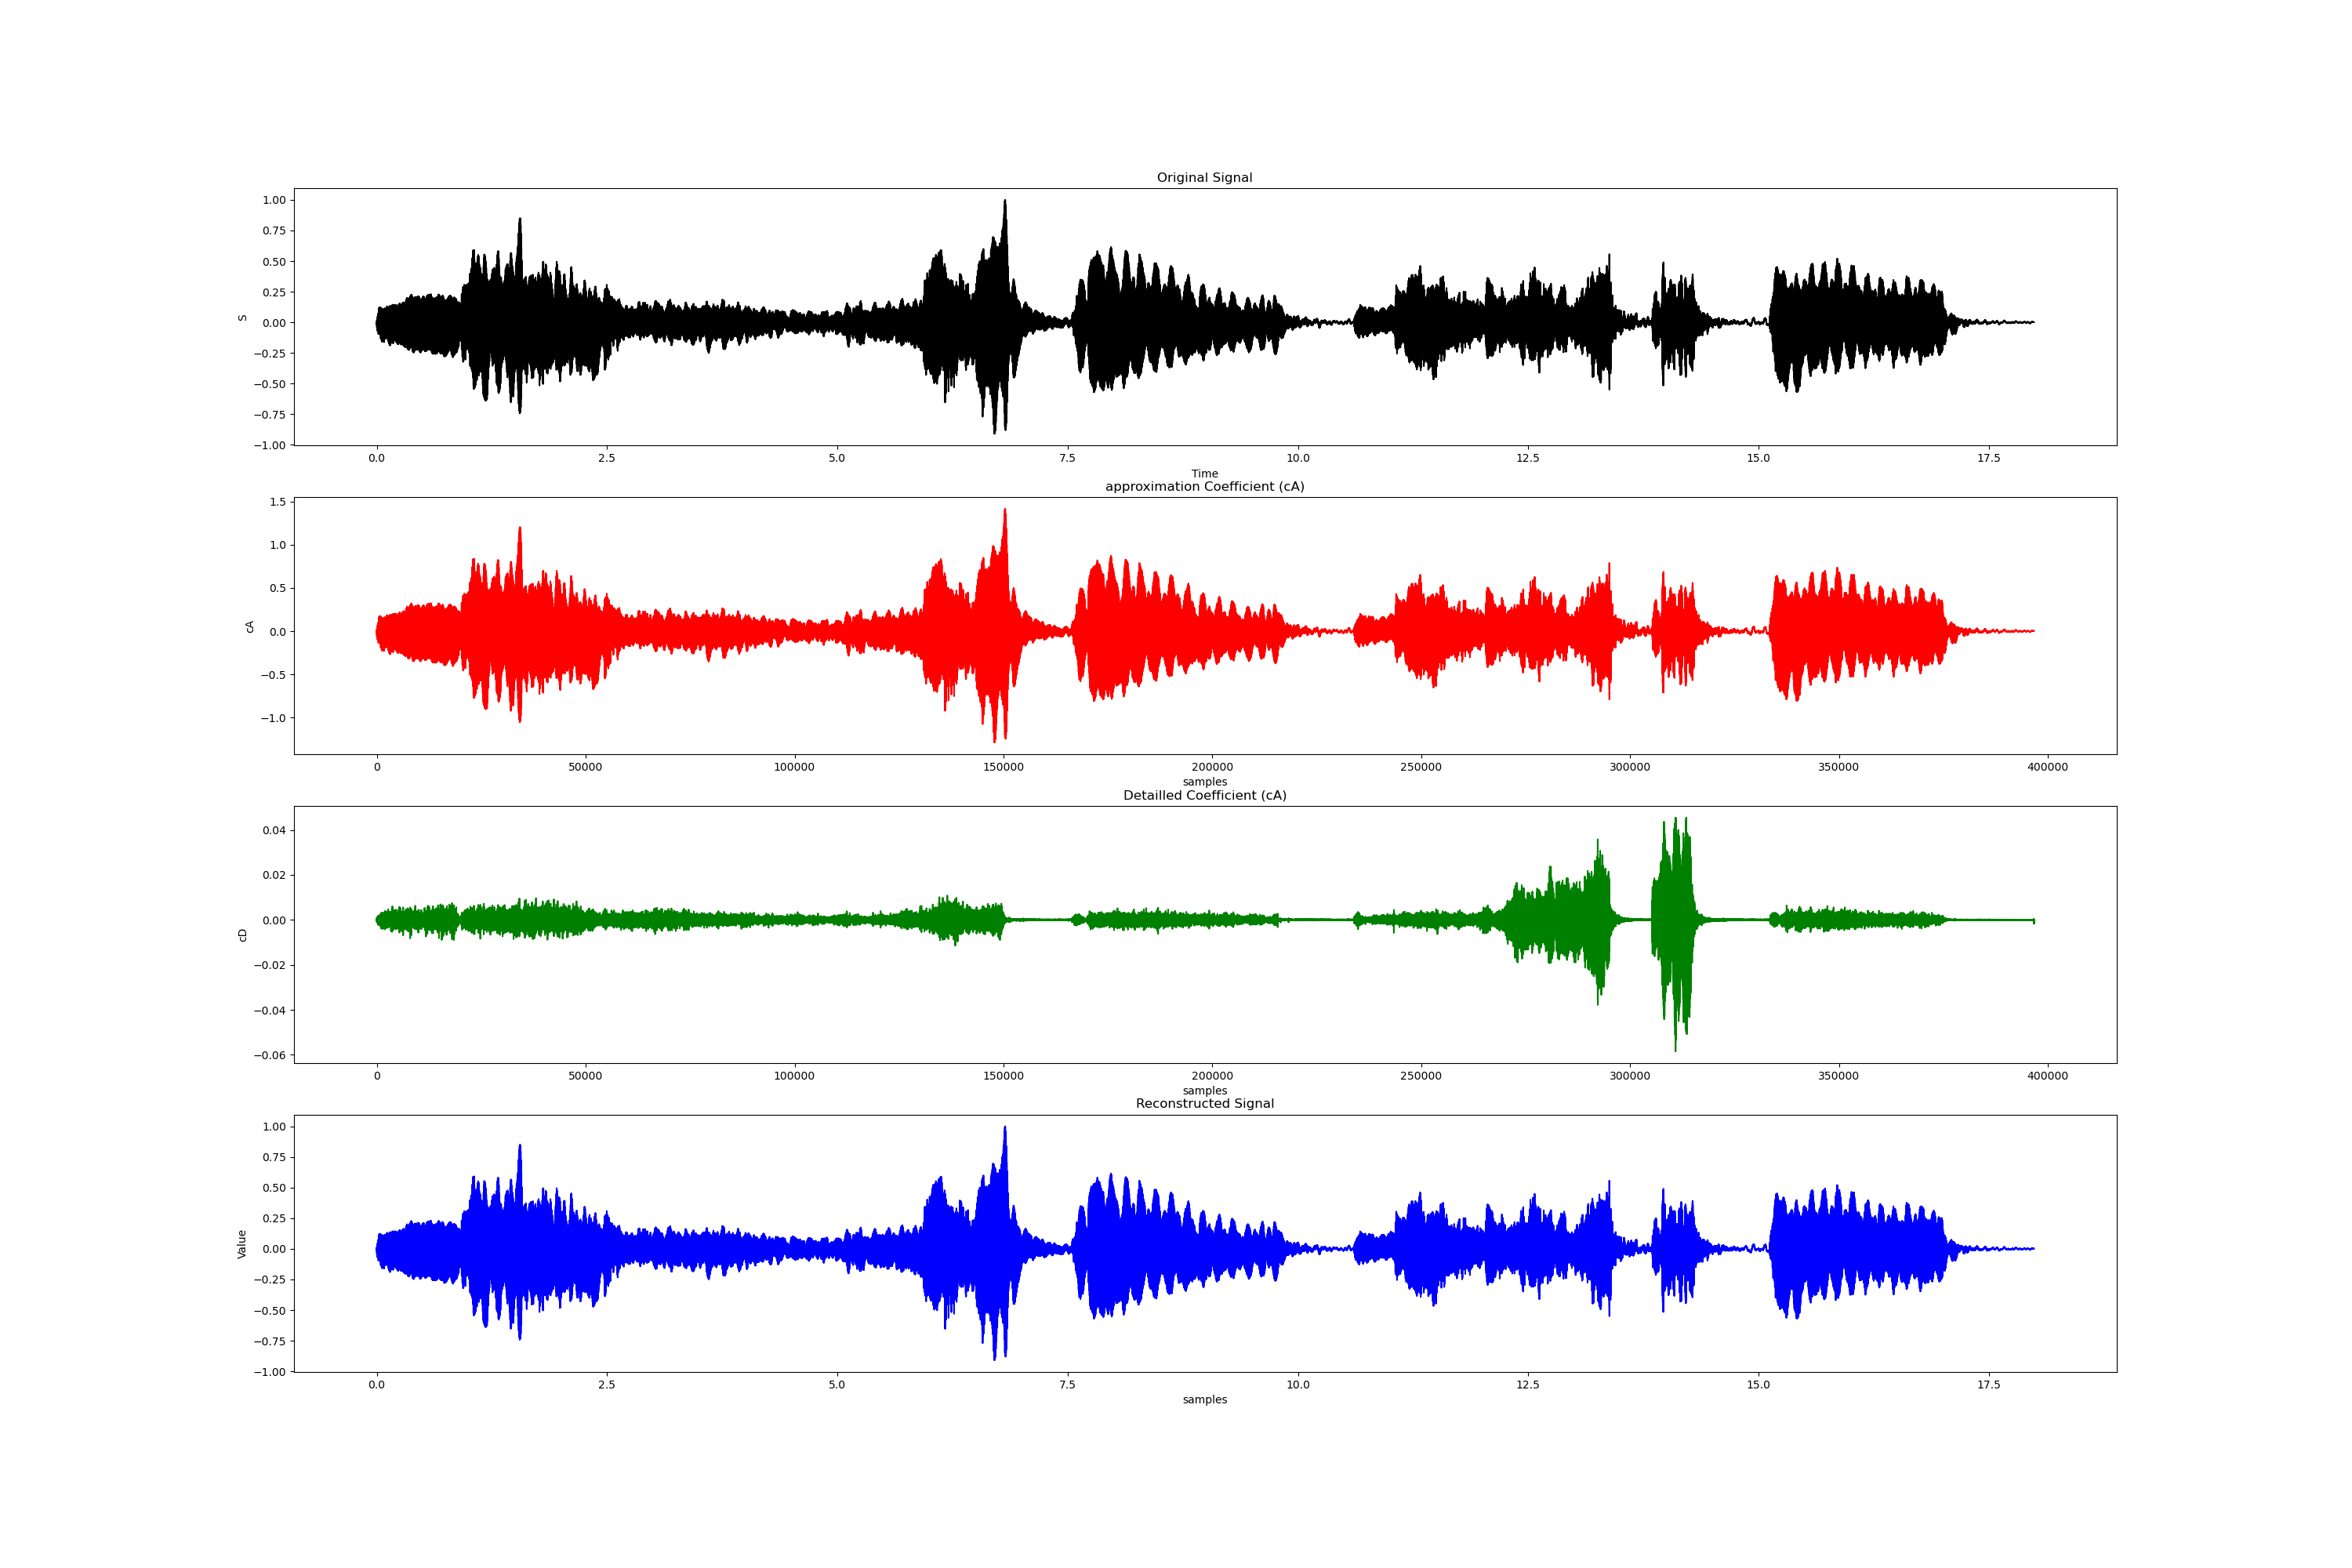 Original Signal
1.00
0.75
0.50
0.25
0.00
−0.25
−0.50
−0.75
−1.00
S
0.0 2.5 5.0 7.5 10.0 12.5 15.0 17.5
Time
approximation Coefficient (cA)
1.5
1.0
0.5
0.0
−0.5
−1.0
cA
0 50000 100000 150000 200000 250000 300000 350000 400000
samples
Detailled Coefficient (cA)
0.04
0.02
0.00
−0.02
−0.04
−0.06
cD
0 50000 100000 150000 200000 250000 300000 350000 400000
samples
Reconstructed Signal
1.00
0.75
0.50
0.25
0.00
−0.25
−0.50
−0.75
−1.00
Value
0.0 2.5 5.0 7.5 10.0 12.5 15.0 17.5
samples